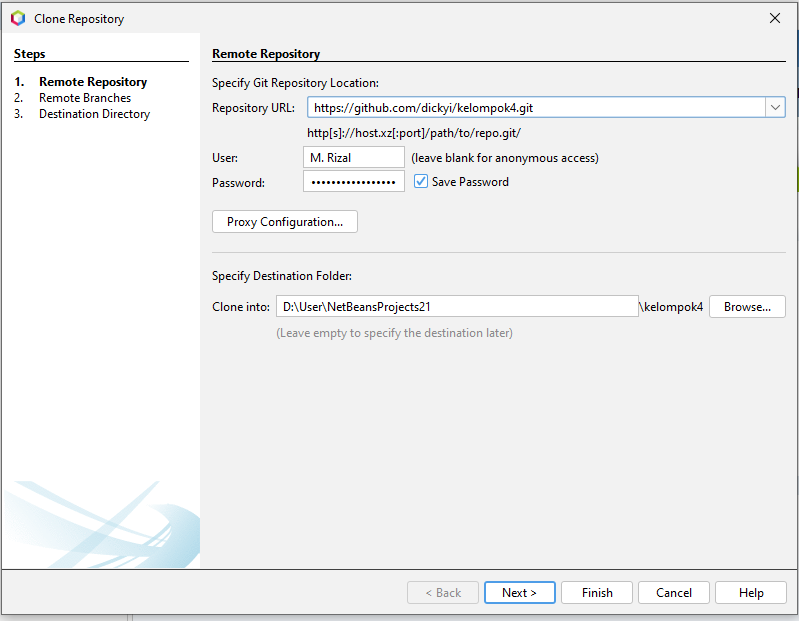 Clone Repository
Steps
1. Remote Repository
2. Remote Branches
3. Destination Directory
Remote Repository
Specify Git Repository Location:
Repository URL: https://github.com/dickyi/kelompok4.git
http[s]://host.xz[:port]/path/to/repo.git/
User: M. Rizal (leave blank for anonymous access)
Password: ••••••••••••••••• Save Password
Proxy Configuration...
Specify Destination Folder:
Clone into: D:\User\NetBeansProjects21 \kelompok4 Browse...
(Leave empty to specify the destination later)
< Back Next > Finish Cancel Help